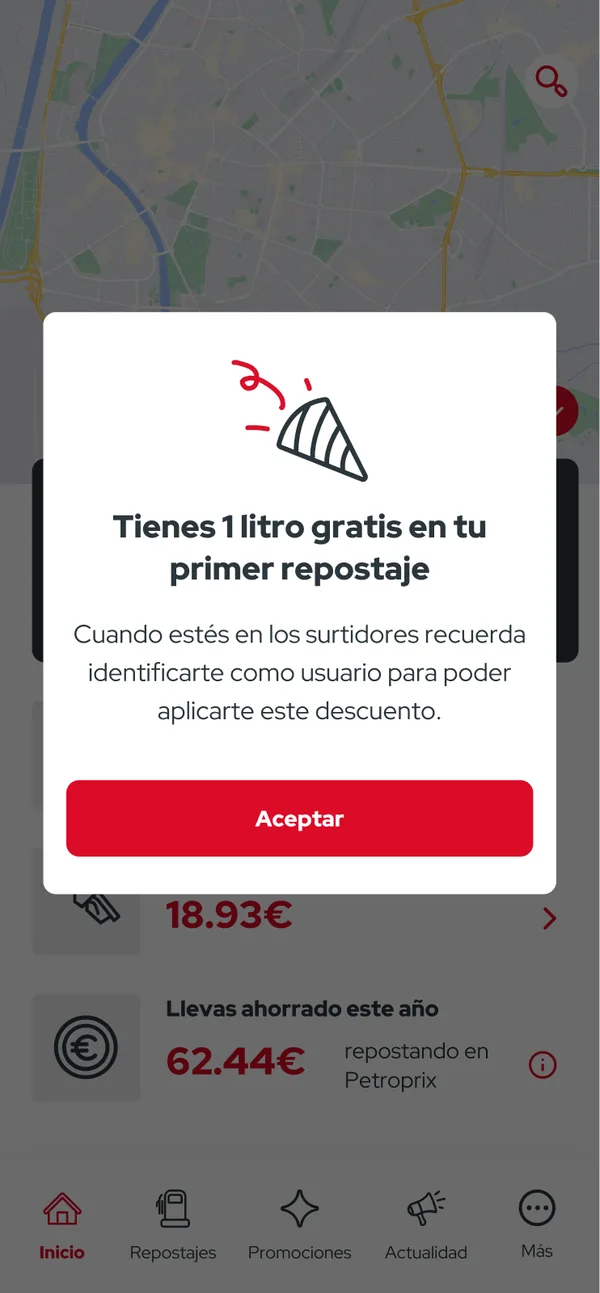 Tienes 1 litro gratis en tu
primer repostaje
Cuando estés en los surtidores recuerda
identificarte como usuario para poder
aplicarte este descuento.
Aceptar
18.93€
Llevas ahorrado este año
62.44€
repostando en
Petroprix
Inicio
Repostajes
Promociones
Actualidad
Más